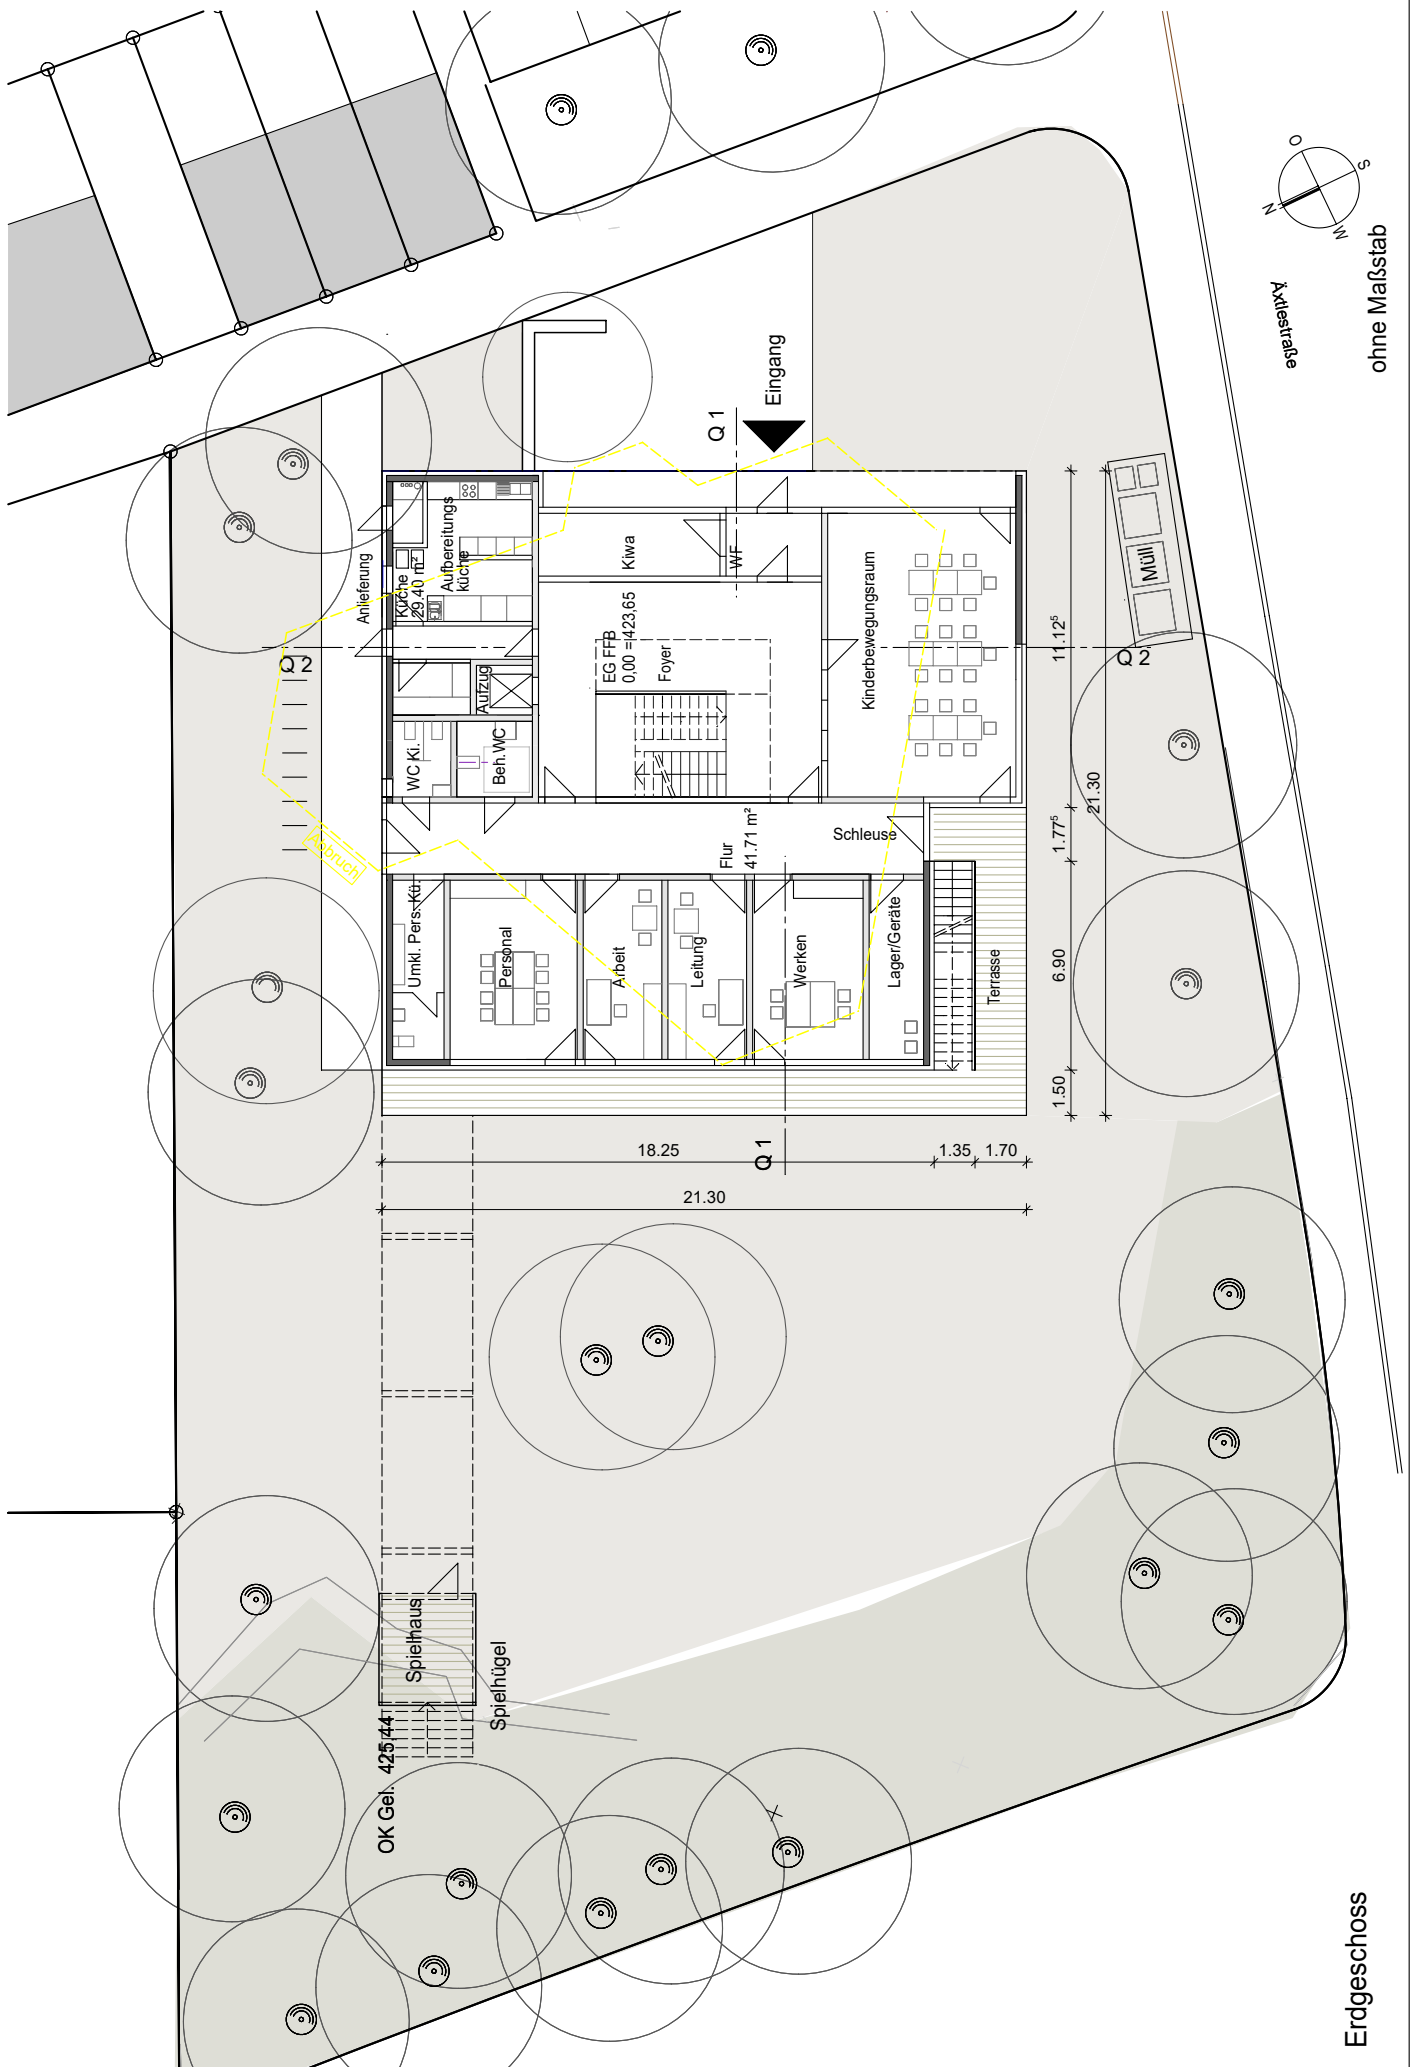 O
S
N
W
Äxtlestraße
ohne Maßstab
Eingang
Q 1
Anlieferung
Küche
29.40 m²
Aufbereitungs
küche
Kiwa
WF
EG FFB
0,00 =423,65
Foyer
Kinderbewegungsraum
Müll
Q 2
Q 2
Aufzug
WC Ki.
Beh.WC
Abbruch
Flur
41.71 m²
Schleuse
Umkl. Pers.
Kü.
Personal
Arbeit
Leitung
Werken
Lager/Geräte
Terrasse
11.12⁵
1.77⁵
21.30
6.90
1.50
18.25
1.35
1.70
21.30
Q 1
Spielhaus
Spielhügel
OK Gel. 425,44
Erdgeschoss